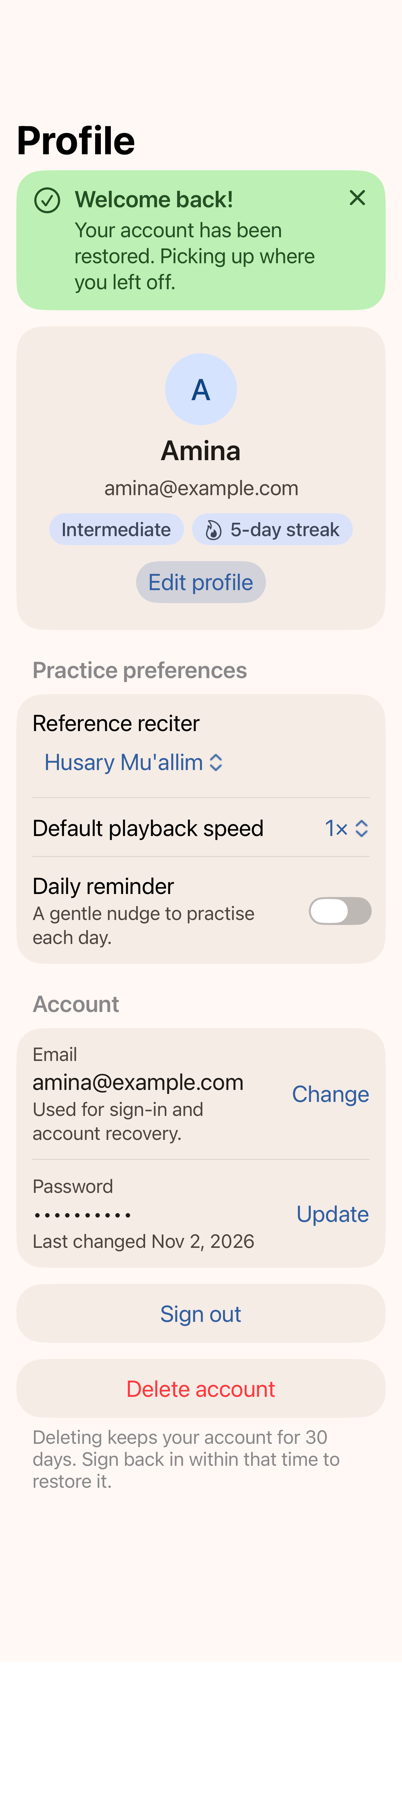 Profile
Welcome back!
Your account has been
restored. Picking up where
you left off.
A
Amina
amina@example.com
Intermediate
5-day streak
Edit profile
Practice preferences
Reference reciter
Husary Mu'allim
Default playback speed
1×
Daily reminder
A gentle nudge to practise
each day.
Account
Email
amina@example.com
Used for sign-in and
account recovery.
Change
Password
••••••••••
Last changed Nov 2, 2026
Update
Sign out
Delete account
Deleting keeps your account for 30
days. Sign back in within that time to
restore it.